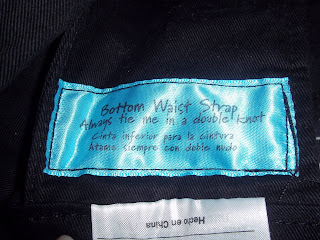 Bottom Waist Strap
Always tie me in a double knot
Cinta inferior para la cintura
Átame siempre con doble nudo
Hecho en China